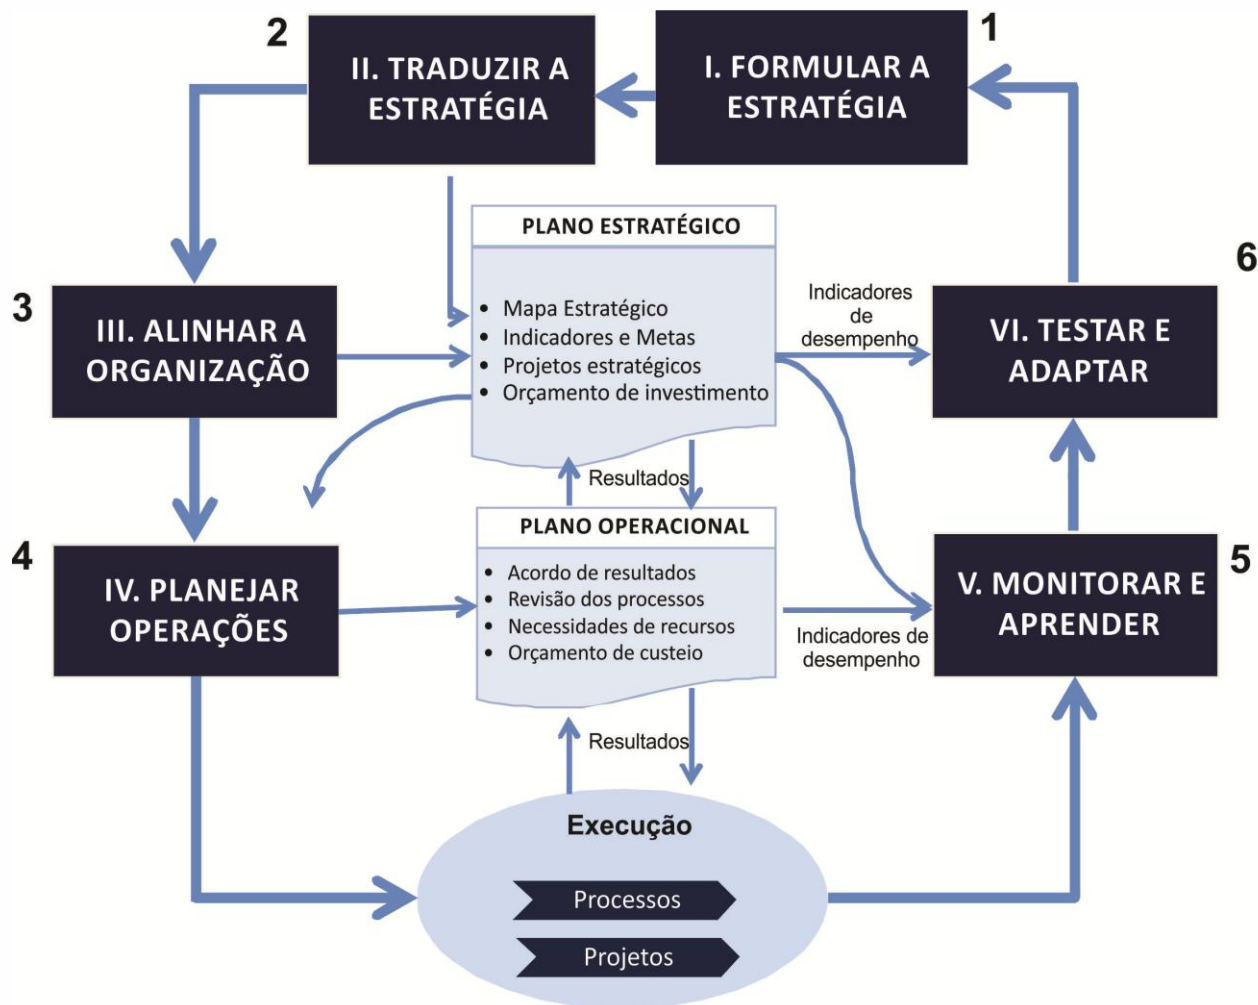 2
II. TRADUZIR A
ESTRATÉGIA
1
I. FORMULAR A
ESTRATÉGIA
PLANO ESTRATÉGICO
• Mapa Estratégico
• Indicadores e Metas
• Projetos estratégicos
• Orçamento de investimento
3
III. ALINHAR A
ORGANIZAÇÃO
Indicadores
de
desempenho
6
VI. TESTAR E
ADAPTAR
Resultados
PLANO OPERACIONAL
• Acordo de resultados
• Revisão dos processos
• Necessidades de recursos
• Orçamento de custeio
4
IV. PLANEJAR
OPERAÇÕES
Indicadores de
desempenho
5
V. MONITORAR E
APRENDER
Resultados
Execução
Processos
Projetos